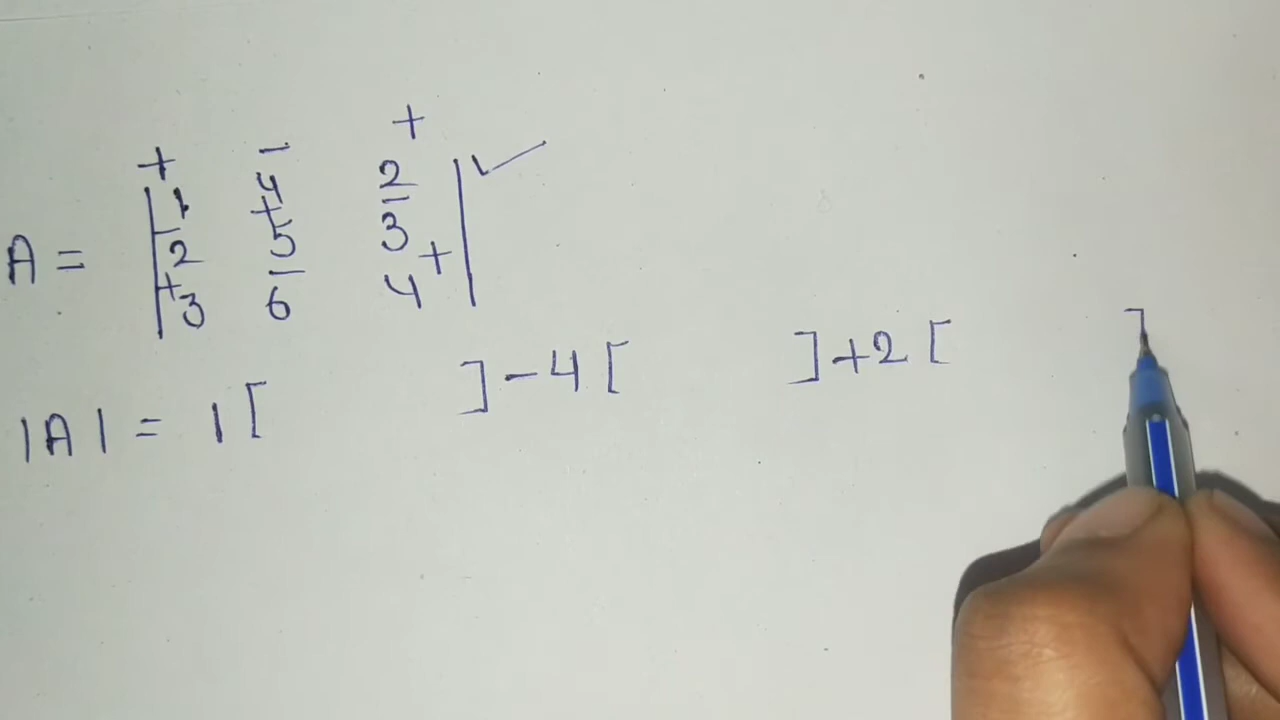 + - +
A = | 1 4 2 |
- + -
2 5 3
+ - +
3 6 4
|A| = 1 [ ] - 4 [ ] + 2 [ ]